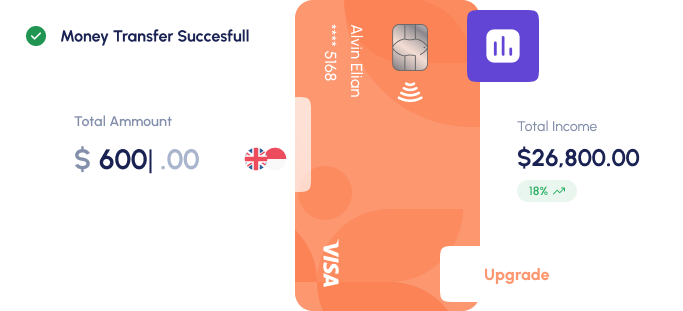 Money Transfer Succesfull
Total Ammount
$ 600| .00
Alvin Elian
**** 5168
VISA
Total Income
$26,800.00
18%
Upgrade